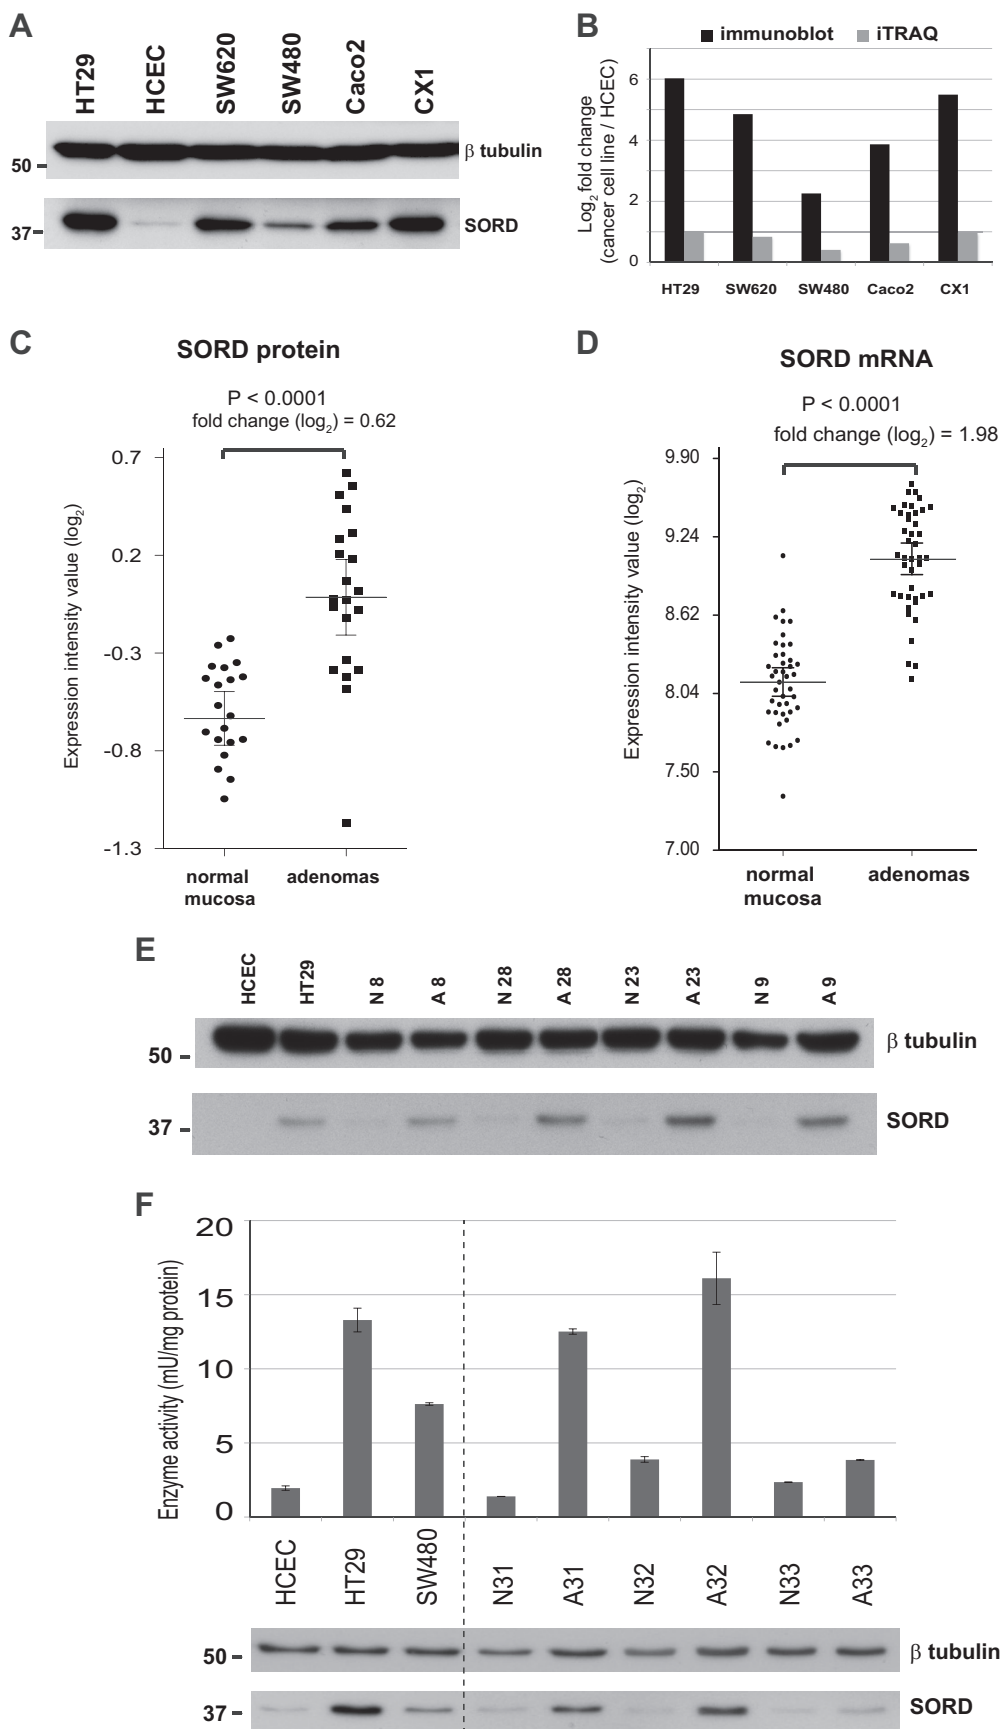 A
HT29
HCEC
SW620
SW480
Caco2
CX1
50
β tubulin
37
SORD
B
immunoblot iTRAQ
Log2 fold change
(cancer cell line / HCEC)
6
4
2
0
HT29 SW620 SW480 Caco2 CX1
C
SORD protein
P < 0.0001
fold change (log2) = 0.62
Expression intensity value (log2)
0.7
0.2
-0.3
-0.8
-1.3
normal
mucosa
adenomas
D
SORD mRNA
P < 0.0001
fold change (log2) = 1.98
Expression intensity value (log2)
9.90
9.24
8.62
8.04
7.50
7.00
normal
mucosa
adenomas
E
HCEC
HT29
N 8
A 8
N 28
A 28
N 23
A 23
N 9
A 9
50
β tubulin
37
SORD
F
Enzyme activity (mU/mg protein)
20
15
10
5
0
HCEC
HT29
SW480
N31
A31
N32
A32
N33
A33
50
β tubulin
37
SORD